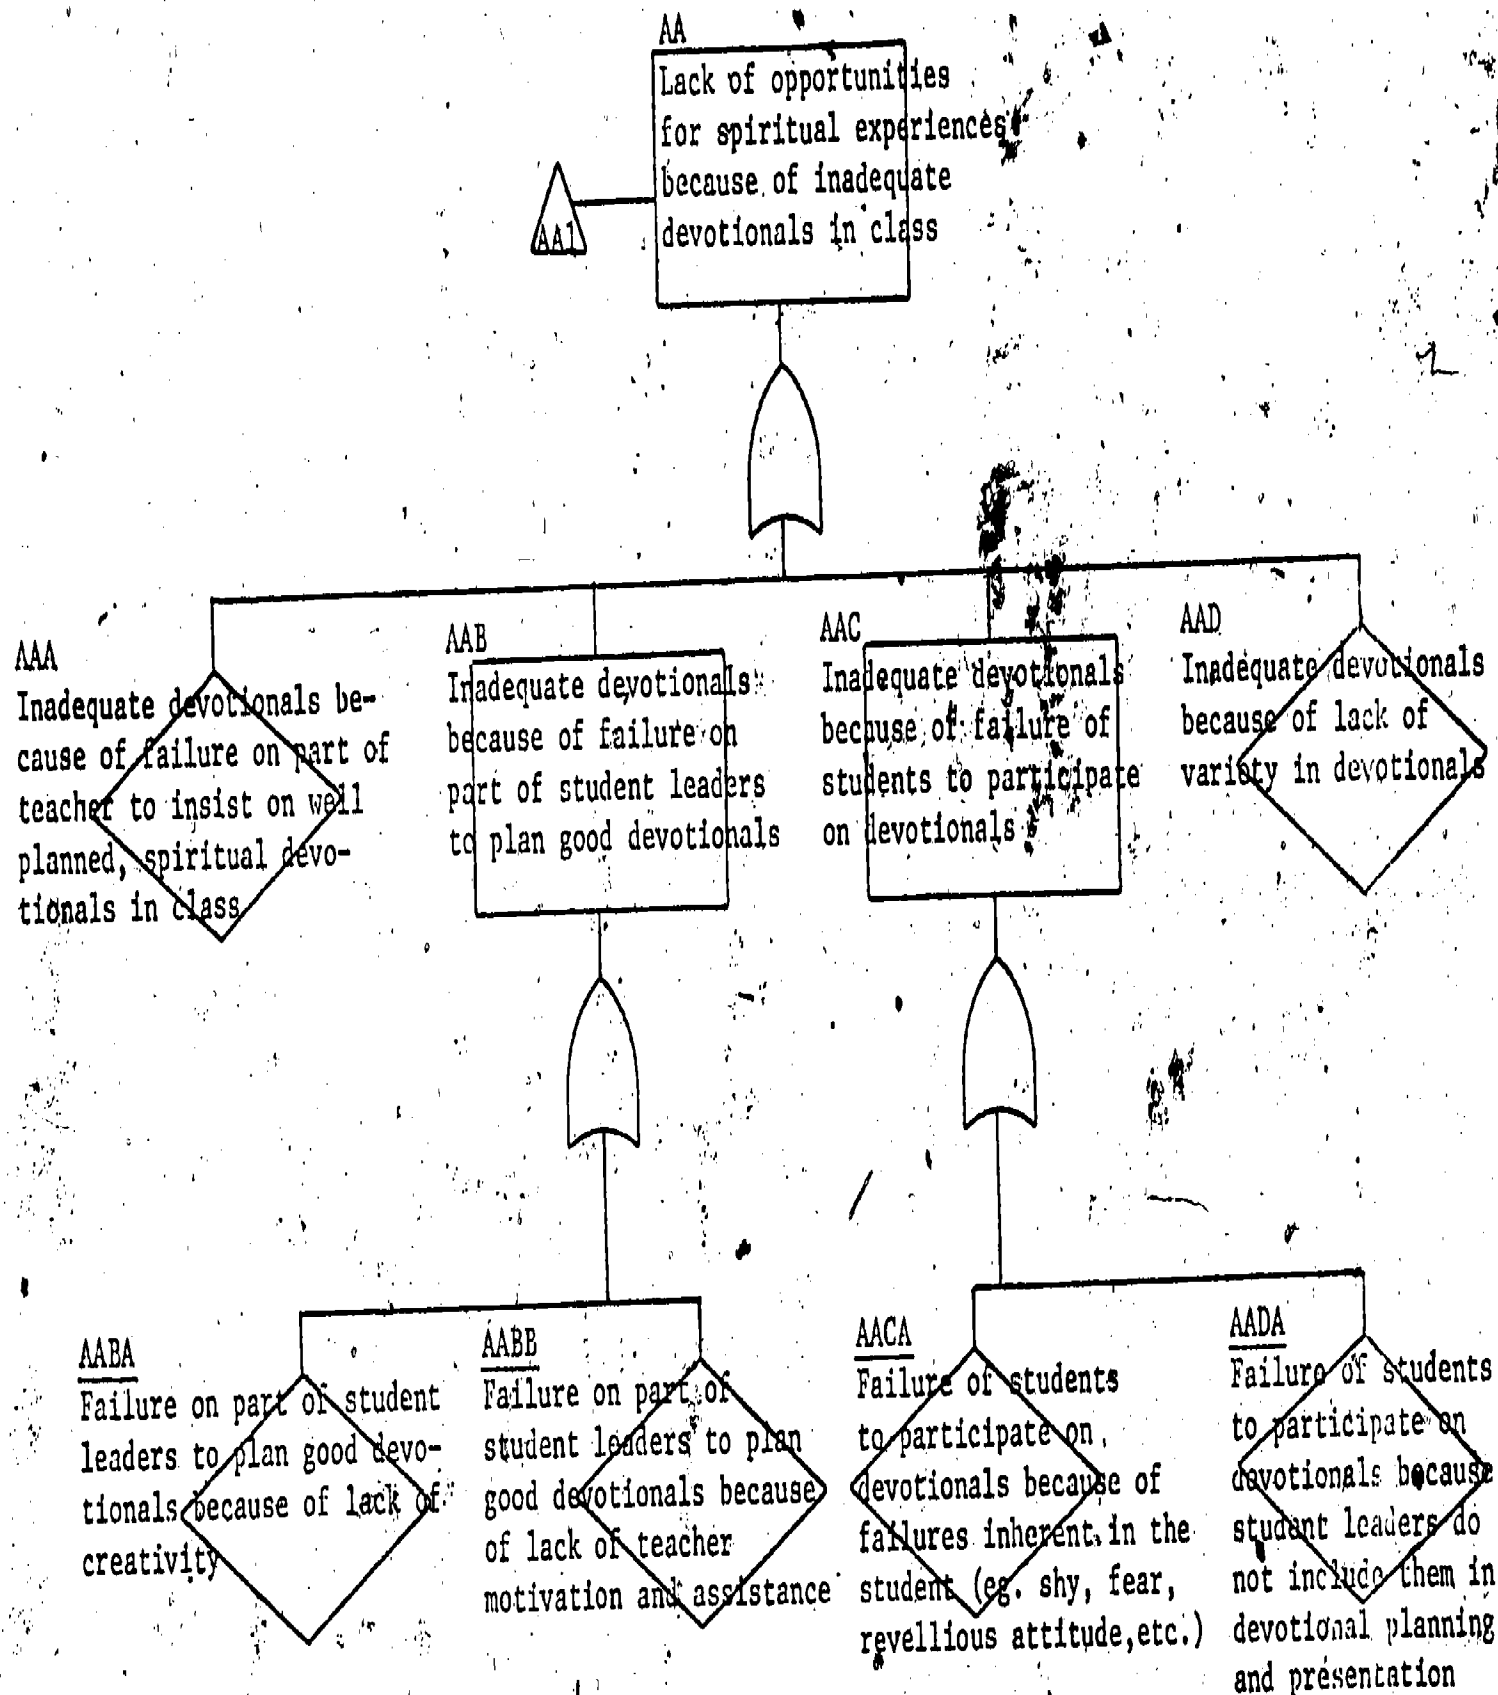 AA
Lack of opportunities
for spiritual experiences
because of inadequate
devotionals in class
AA1
AAA
Inadequate devotionals be-
cause of failure on part of
teacher to insist on well
planned, spiritual devo-
tionals in class
AAB
Inadequate devotionals
because of failure on
part of student leaders
to plan good devotionals
AAC
Inadequate devotionals
because of failure of
students to participate
on devotionals
AAD
Inadequate devotionals
because of lack of
variety in devotionals
AABA
Failure on part of student
leaders to plan good devo-
tionals because of lack of
creativity
AABB
Failure on part of
student leaders to plan
good devotionals because
of lack of teacher
motivation and assistance
AACA
Failure of students
to participate on
devotionals because of
failures inherent in the
student (eg. shy, fear,
revellious attitude,etc.)
AADA
Failure of students
to participate on
devotionals because
student leaders do
not include them in
devotional planning
and presentation